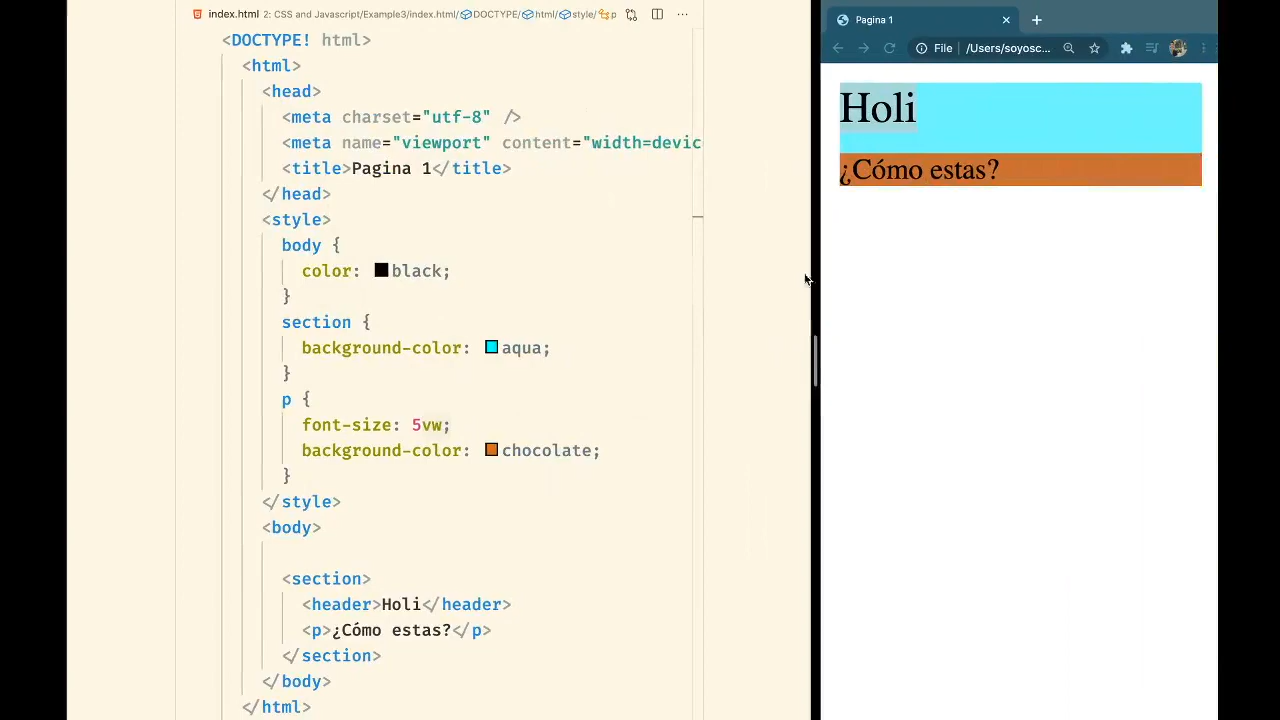 index.html 2: CSS and Javascript/Example3/index.html/DOCTYPE/html/style/p ···
<DOCTYPE! html>
<html>
<head>
<meta charset="utf-8" />
<meta name="viewport" content="width=devic
<title>Pagina 1</title>
</head>
<style>
body {
color: black;
}
section {
background-color: aqua;
}
p {
font-size: 5vw;
background-color: chocolate;
}
</style>
<body>
<section>
<header>Holi</header>
<p>¿Cómo estas?</p>
</section>
</body>
</html>
Pagina 1
File /Users/soyosc...
Holi
¿Cómo estas?